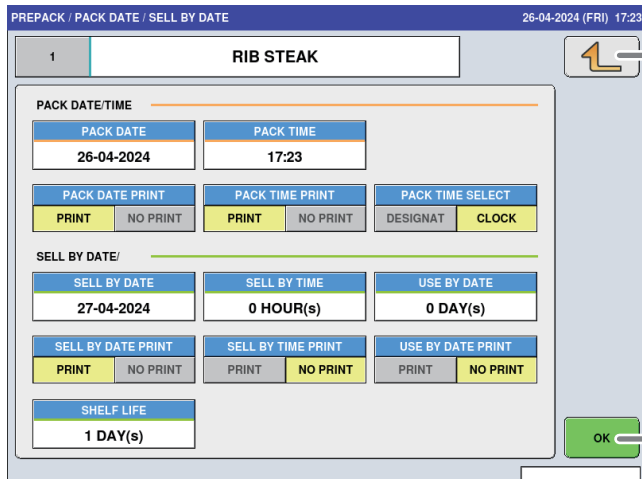 PREPACK / PACK DATE / SELL BY DATE 26-04-2024 (FRI) 17:23
1 RIB STEAK
PACK DATE/TIME
PACK DATE PACK TIME
26-04-2024 17:23
PACK DATE PRINT PACK TIME PRINT PACK TIME SELECT
PRINT NO PRINT PRINT NO PRINT DESIGNAT CLOCK
SELL BY DATE/
SELL BY DATE SELL BY TIME USE BY DATE
27-04-2024 0 HOUR(s) 0 DAY(s)
SELL BY DATE PRINT SELL BY TIME PRINT USE BY DATE PRINT
PRINT NO PRINT PRINT NO PRINT PRINT NO PRINT
SHELF LIFE
1 DAY(s)
OK